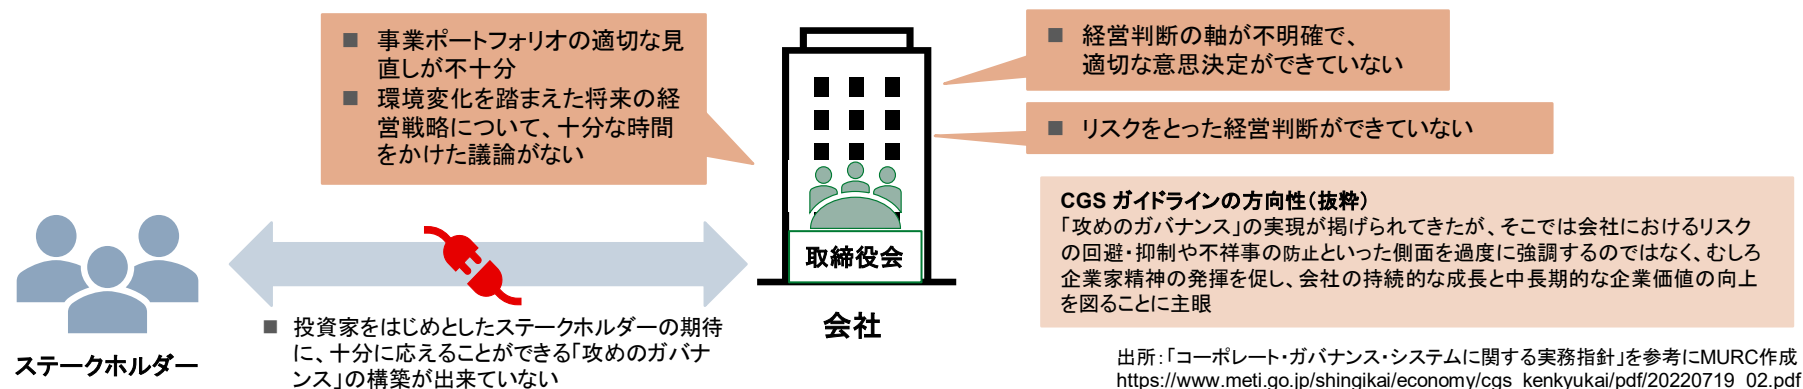 ■ 事業ポートフォリオの適切な見
直しが不十分
■ 環境変化を踏まえた将来の経
営戦略について、十分な時間
をかけた議論がない
■ 経営判断の軸が不明確で、
適切な意思決定ができていない
■ リスクをとった経営判断ができていない
CGS ガイドラインの方向性(抜粋)
「攻めのガバナンス」の実現が掲げられてきたが、そこでは会社におけるリスク
の回避・抑制や不祥事の防止といった側面を過度に強調するのではなく、むしろ
企業家精神の発揮を促し、会社の持続的な成長と中長期的な企業価値の向上
を図ることに主眼
取締役会
会社
ステークホルダー
■ 投資家をはじめとしたステークホルダーの期待
に、十分に応えることができる「攻めのガバナ
ンス」の構築が出来ていない
出所:「コーポレート・ガバナンス・システムに関する実務指針」を参考にMURC作成
https://www.meti.go.jp/shingikai/economy/cgs_kenkyukai/pdf/20220719_02.pdf